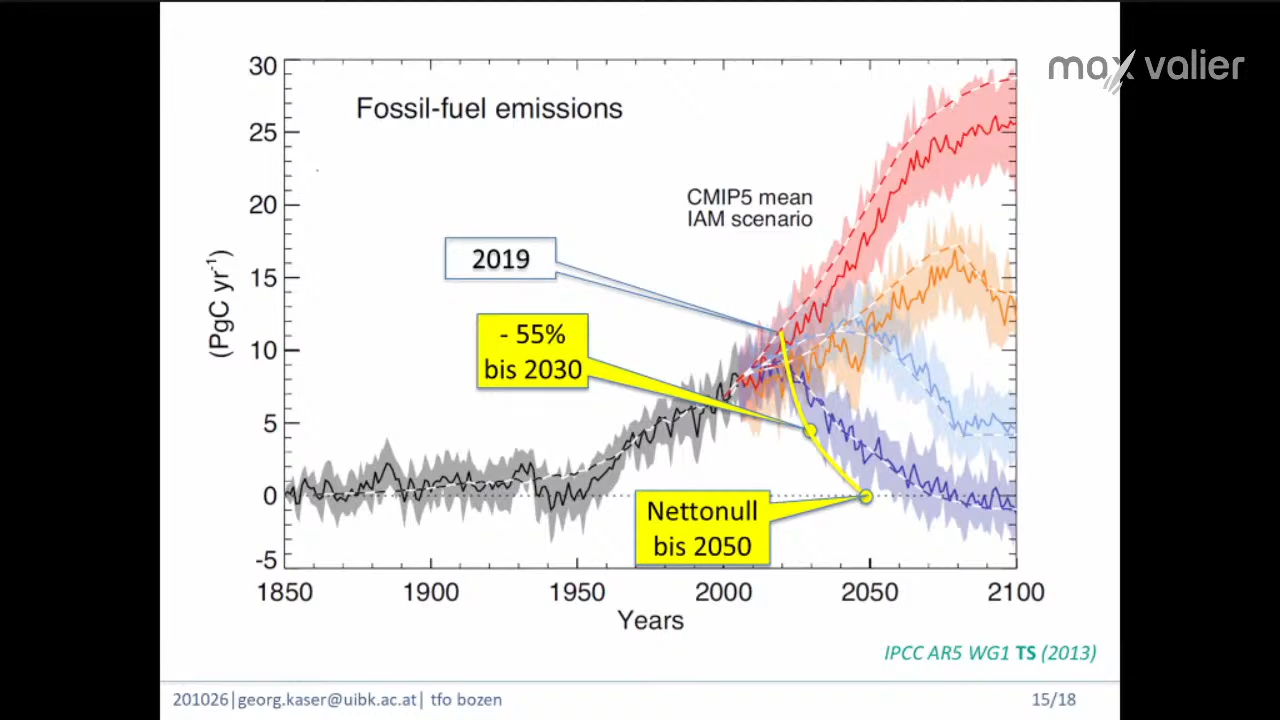 max valier
30
Fossil-fuel emissions
25
CMIP5 mean
IAM scenario
20
2019
15
(PgC yr-1)
- 55%
bis 2030
10
5
0
Nettonull
bis 2050
-5
1850 1900 1950 2000 2050 2100
Years
IPCC AR5 WG1 TS (2013)
201026|georg.kaser@uibk.ac.at| tfo bozen 15/18